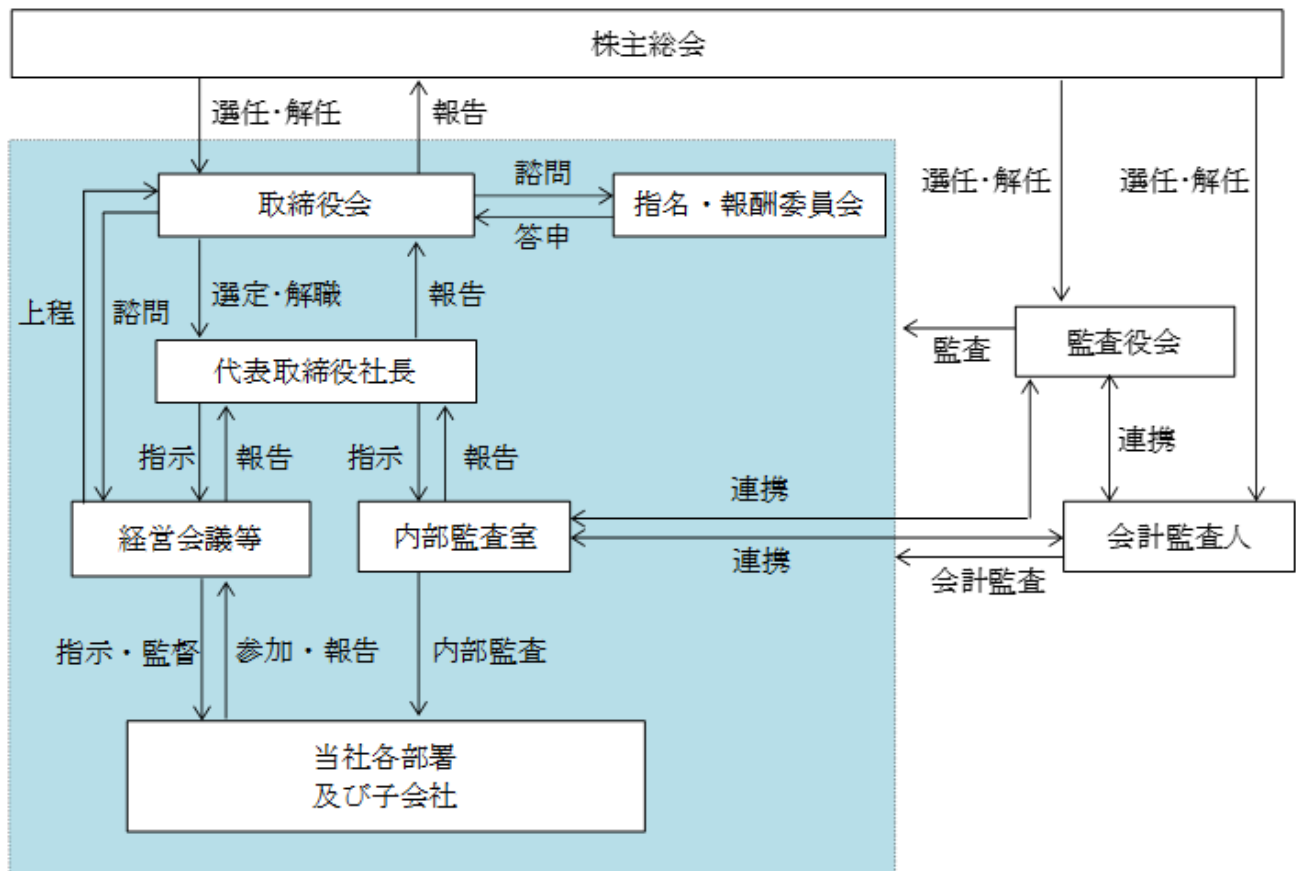 株主総会
選任・解任
報告
選任・解任
選任・解任
取締役会
諮問
答申
指名・報酬委員会
上程
諮問
選定・解職
報告
監査
監査役会
代表取締役社長
指示
報告
指示
報告
連携
連携
経営会議等
内部監査室
連携
会計監査
会計監査人
指示・監督
参加・報告
内部監査
当社各部署
及び子会社